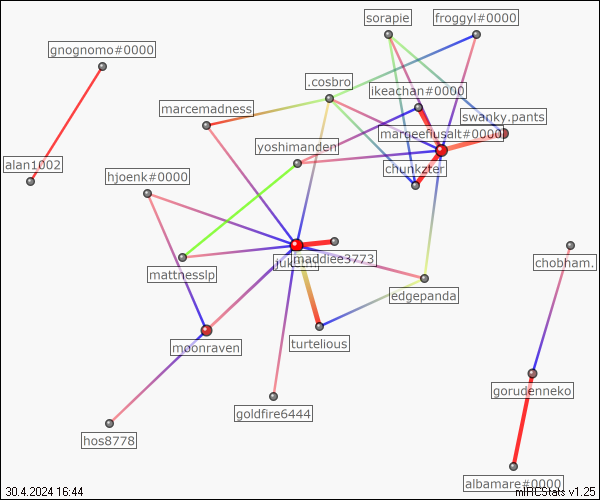 sorapie
froggyl#0000
gnognomo#0000
.cosbro
ikeachan#0000
marcemadness
swanky.pants
margeefiusalt#0000
yoshimanden
alan1002
chunkzter
hjoenk#0000
maddiee3773
chobham.
mattnesslp
edgepanda
turtelious
moonraven
gorudenneko
goldfire6444
hos8778
albamare#0000
30.4.2024 16:44
mIRCStats v1.25